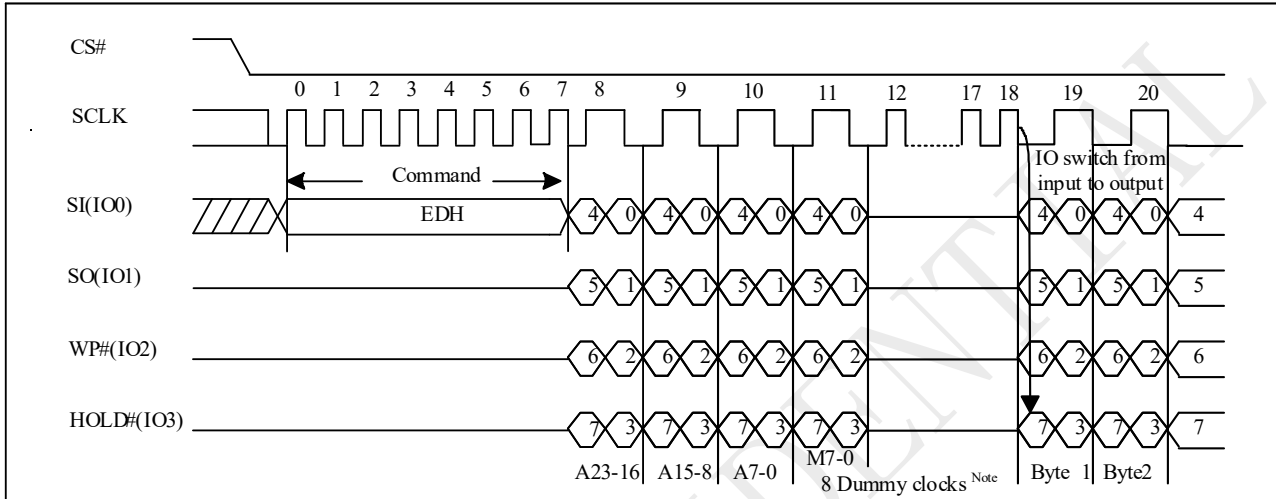 CS#
0 1 2 3 4 5 6 7 8 9 10 11 12 17 18 19 20
SCLK
IO switch from
input to output
Command
SI(IO0)
EDH
4 0 4 0 4 0 4 0 4 0 4 0 4
SO(IO1)
5 1 5 1 5 1 5 1 5 1 5 1 5
WP#(IO2)
6 2 6 2 6 2 6 2 6 2 6 2 6
HOLD#(IO3)
7 3 7 3 7 3 7 3 7 3 7 3 7
A23-16 A15-8 A7-0 M7-0 Byte 1 Byte2
8 Dummy clocks Note
DENTIAL